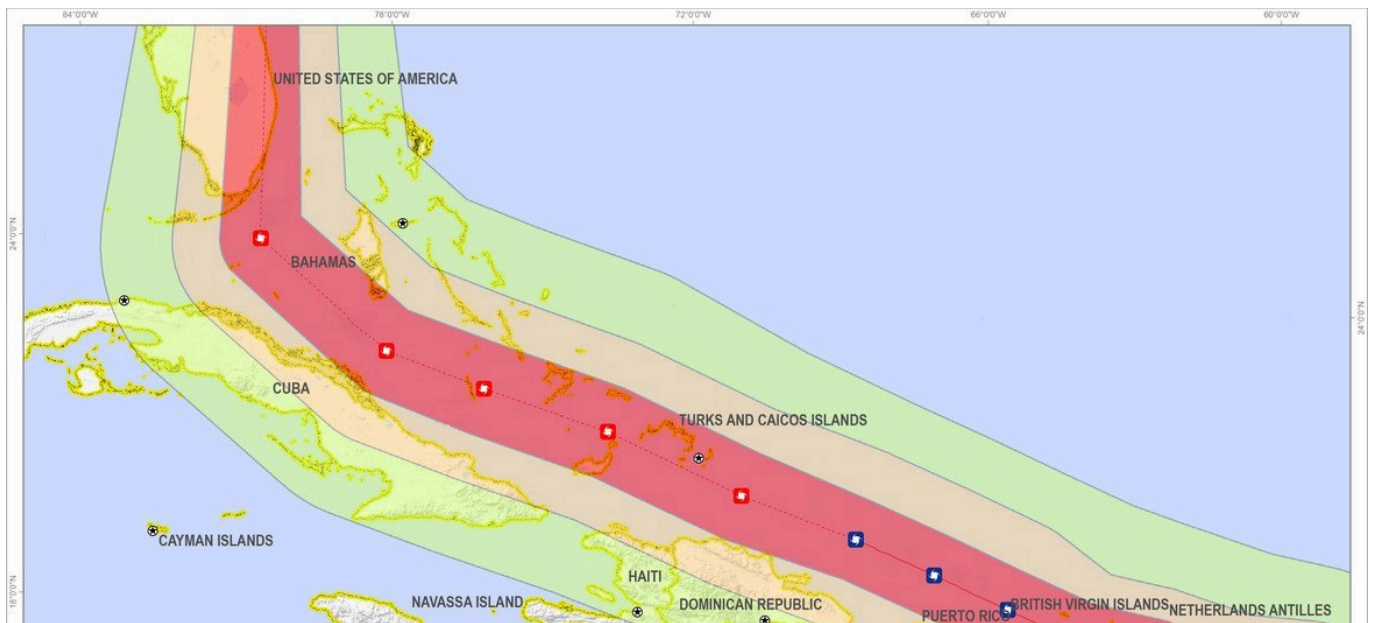 84°0'0"W
78°0'0"W
72°0'0"W
66°0'0"W
60°0'0"W
UNITED STATES OF AMERICA
24°0'0"N
BAHAMAS
24°0'0"N
CUBA
TURKS AND CAICOS ISLANDS
CAYMAN ISLANDS
HAITI
18°0'0"N
NAVASSA ISLAND
DOMINICAN REPUBLIC
BRITISH VIRGIN ISLANDS
NETHERLANDS ANTILLES
PUERTO RICO